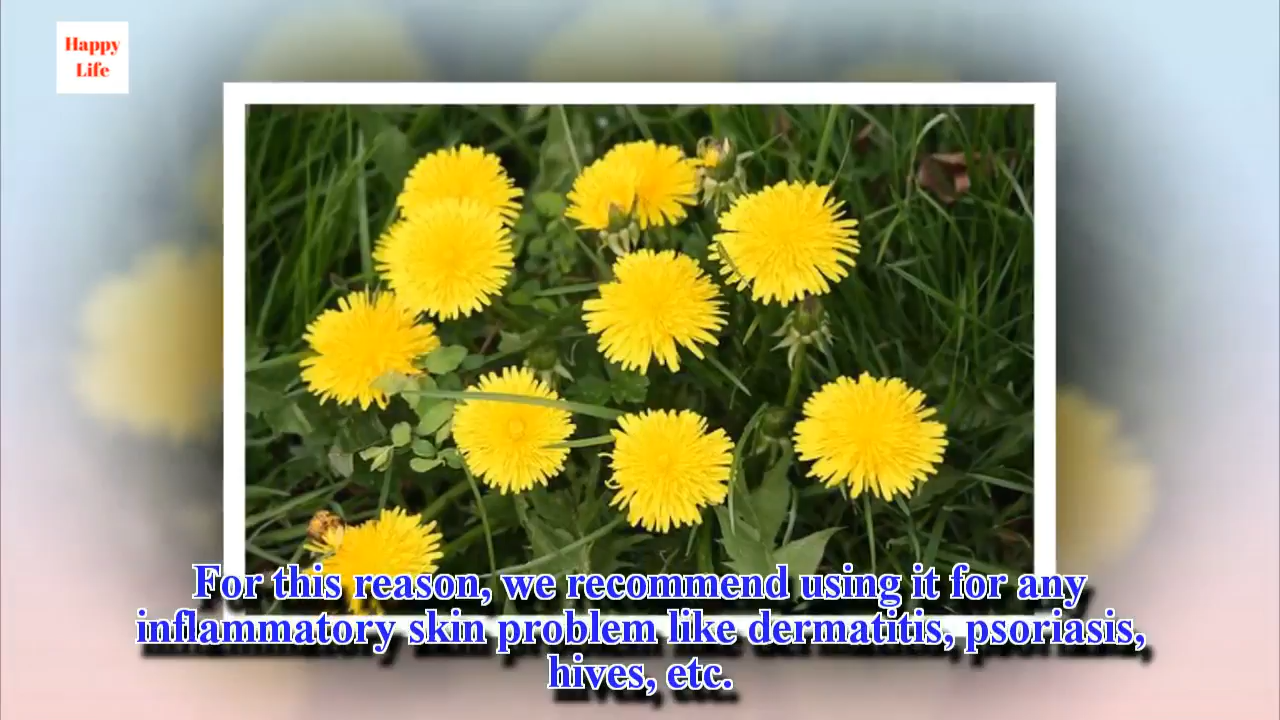 Happy
Life
For this reason, we recommend using it for any
inflammatory skin problem like dermatitis, psoriasis,
hives, etc.